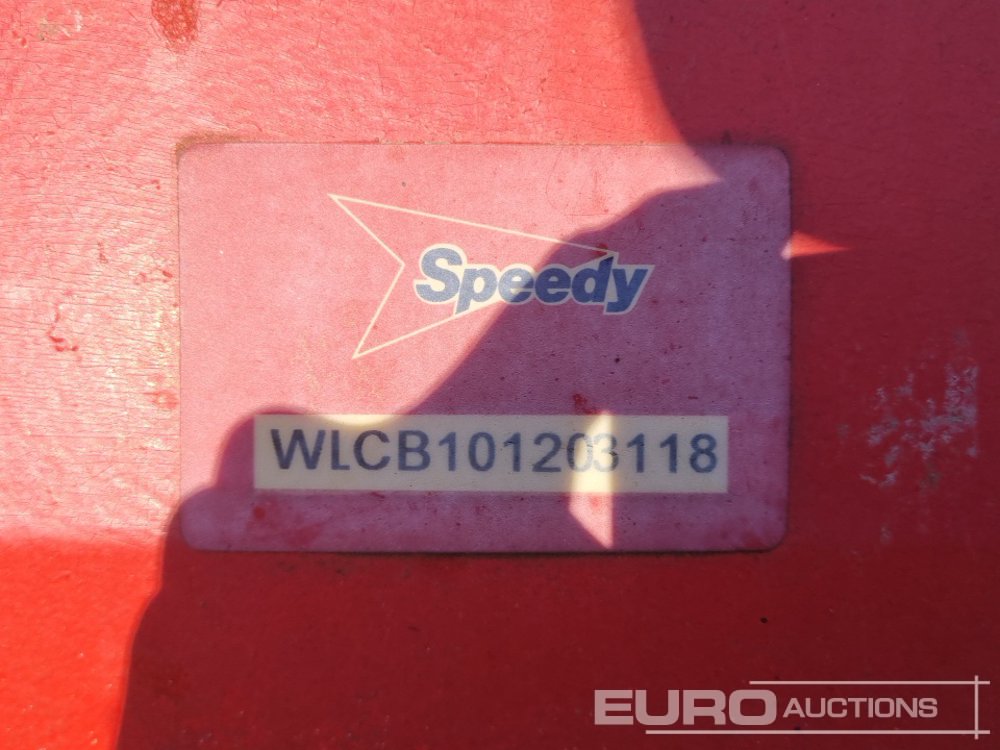 Speedy
WLCB101203118
EURO AUCTIONS